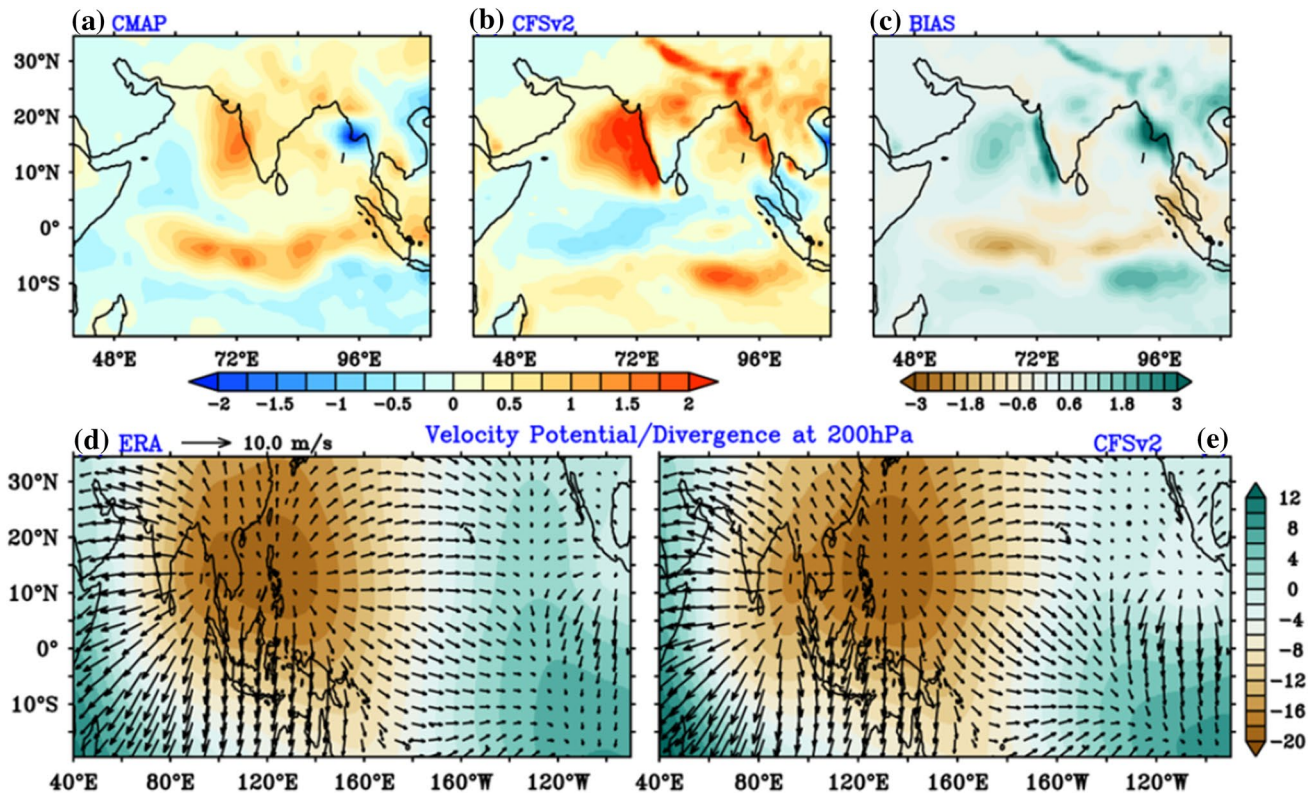 (a) CMAP
(b) CFSv2
(c) BIAS
30°N
20°N
10°N
0°
10°S
48°E 72°E 96°E
48°E 72°E 96°E
48°E 72°E 96°E
-2 -1.5 -1 -0.5 0 0.5 1 1.5 2
-3 -1.8 -0.6 0.6 1.8 3
(d) ERA 10.0 m/s
Velocity Potential/Divergence at 200hPa
CFSv2 (e)
30°N
20°N
10°N
0°
10°S
40°E 80°E 120°E 160°E 160°W 120°W
40°E 80°E 120°E 160°E 160°W 120°W
12
8
4
0
-4
-8
-12
-16
-20